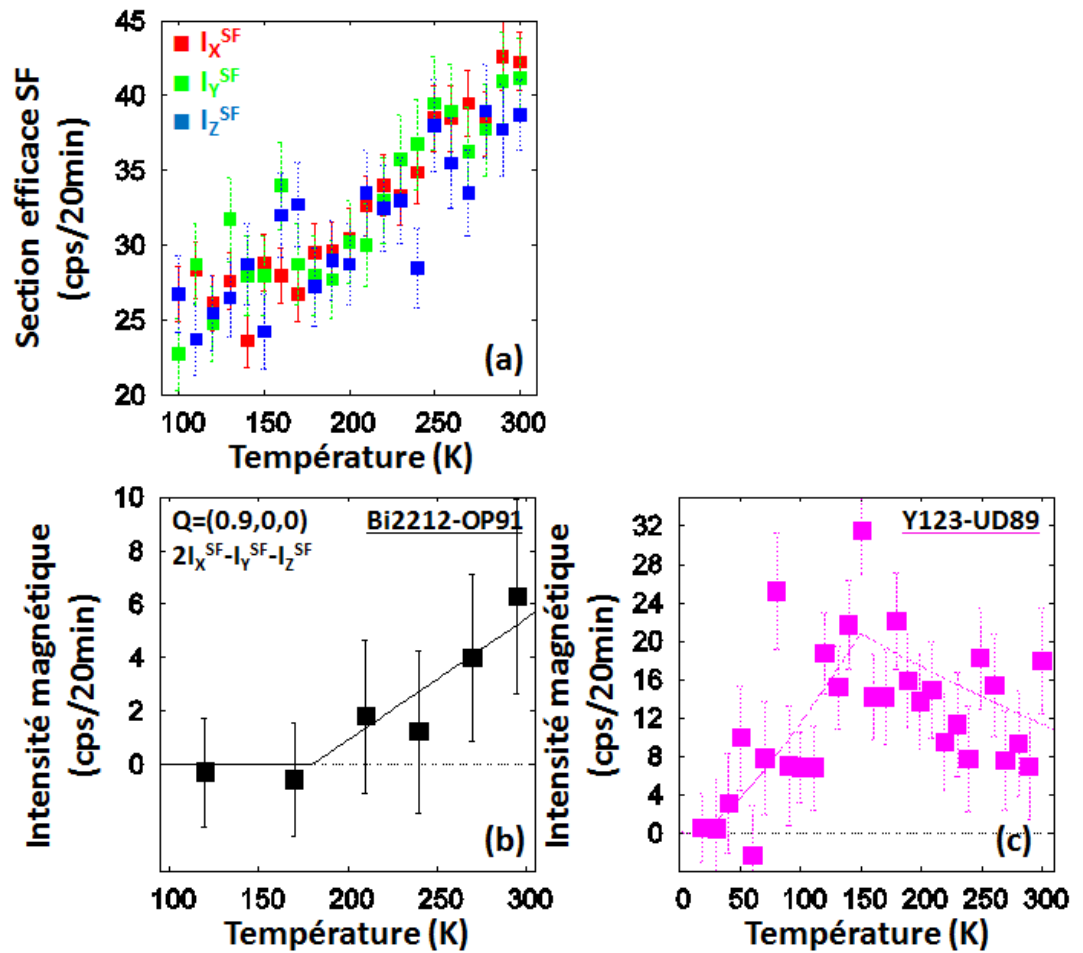 Section efficace SF
(cps/20min)
45
40
35
30
25
20
I_X^SF
I_Y^SF
I_Z^SF
(a)
100 150 200 250 300
Température (K)
Intensité magnétique
(cps/20min)
10
8
6
4
2
0
Q=(0.9,0,0) Bi2212-OP91
2I_X^SF-I_Y^SF-I_Z^SF
(b)
100 150 200 250 300
Température (K)
Intensité magnétique
(cps/20min)
32
28
24
20
16
12
8
4
0
Y123-UD89
(c)
0 50 100 150 200 250 300
Température (K)